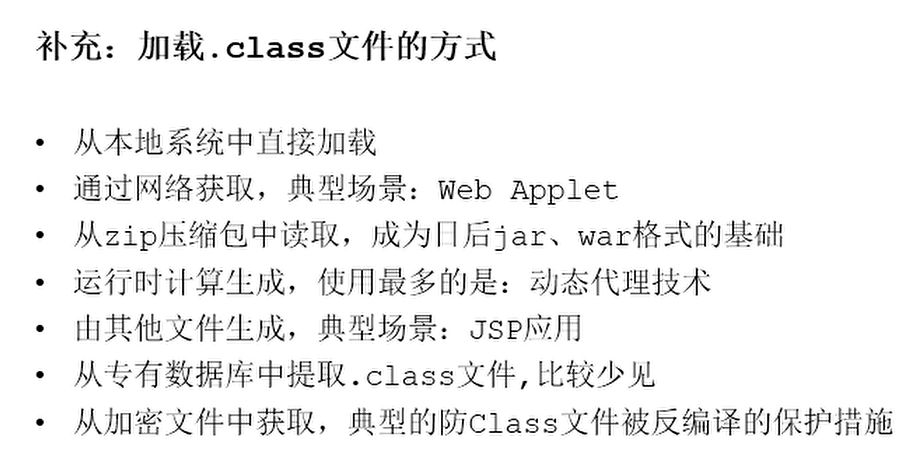 补充：加载.class文件的方式
• 从本地系统中直接加载
• 通过网络获取，典型场景：Web Applet
• 从zip压缩包中读取，成为日后jar、war格式的基础
• 运行时计算生成，使用最多的是：动态代理技术
• 由其他文件生成，典型场景：JSP应用
• 从专有数据库中提取.class文件,比较少见
• 从加密文件中获取，典型的防Class文件被反编译的保护措施